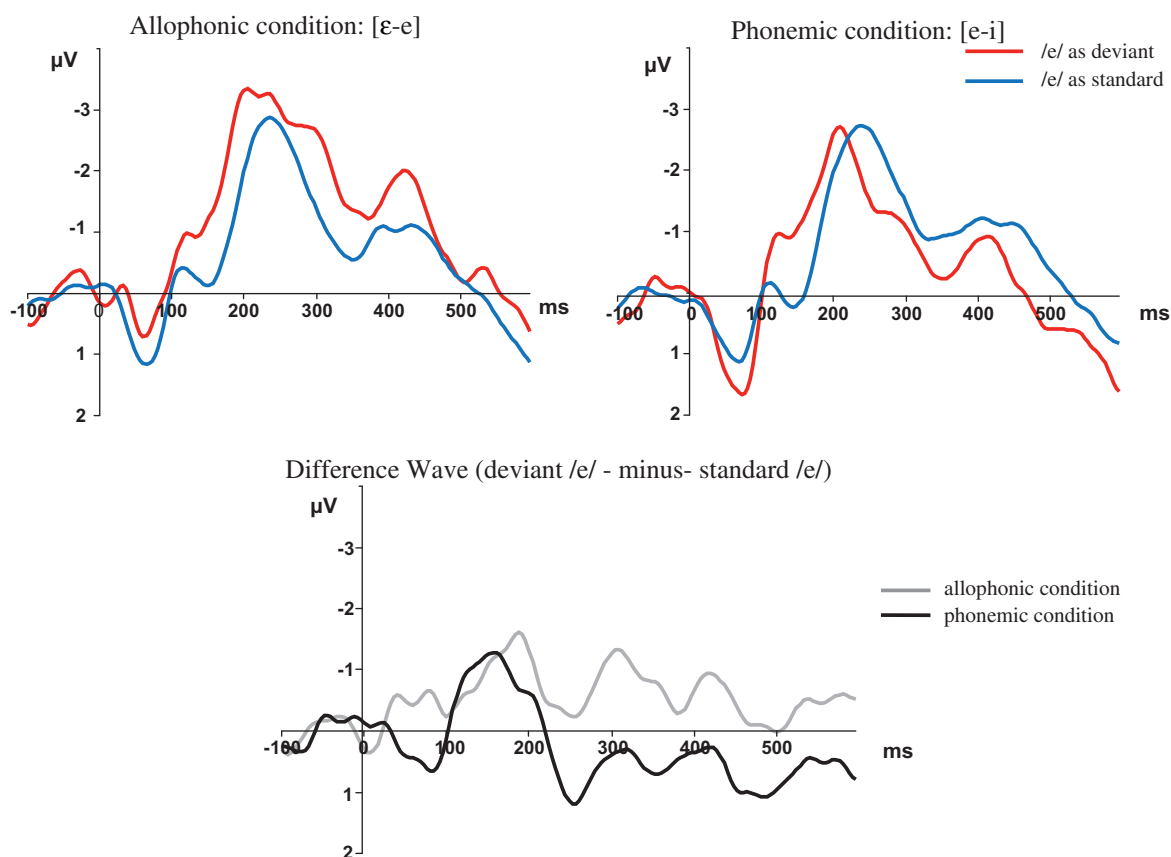 Allophonic condition: [ɛ-e]
µV
-3
-2
-1
1
2
-100 0 100 200 300 400 500 ms
Phonemic condition: [e-i]
/e/ as deviant
/e/ as standard
µV
-3
-2
-1
1
2
-100 0 100 200 300 400 500 ms
Difference Wave (deviant /e/ - minus- standard /e/)
µV
-3
-2
-1
1
2
-100 0 100 200 300 400 500 ms
allophonic condition
phonemic condition